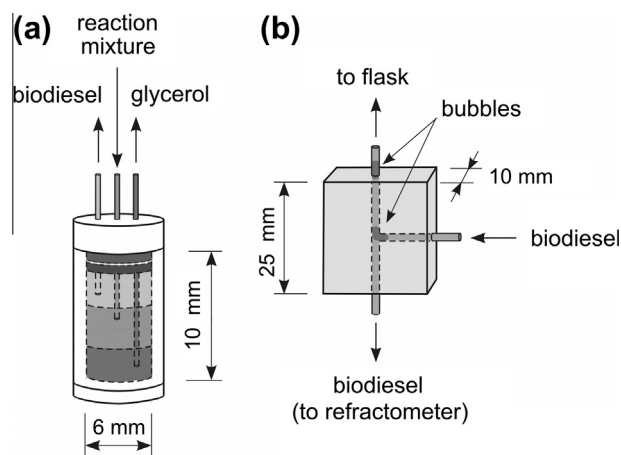 (a)
reaction
mixture
biodiesel
glycerol
10 mm
6 mm
(b)
to flask
bubbles
10 mm
25 mm
biodiesel
biodiesel
(to refractometer)